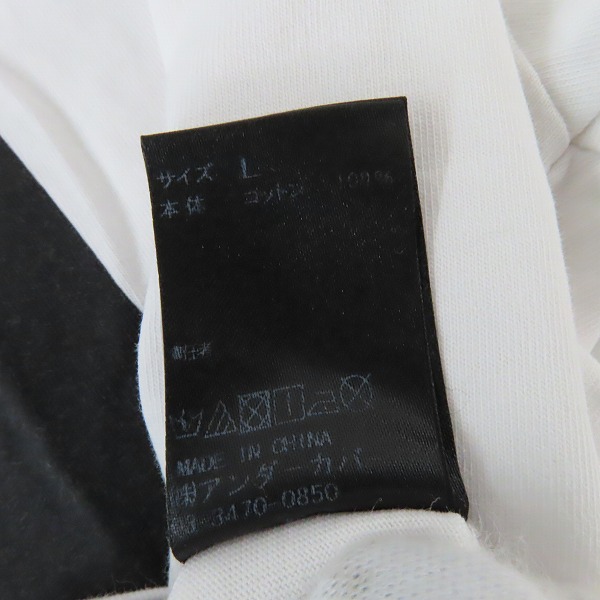 サイズ L
本体 コットン 100%
MADE IN CHINA
㈱アンダーカバー
03-3470-0850